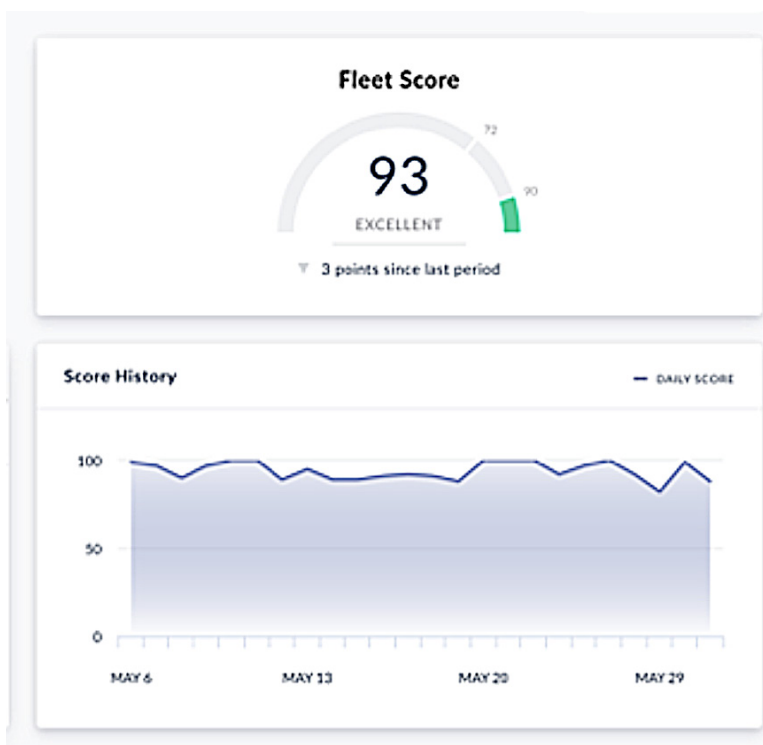 Fleet Score
72
90
93
EXCELLENT
3 points since last period
Score History
DAILY SCORE
100
50
0
MAY 6
MAY 13
MAY 20
MAY 29